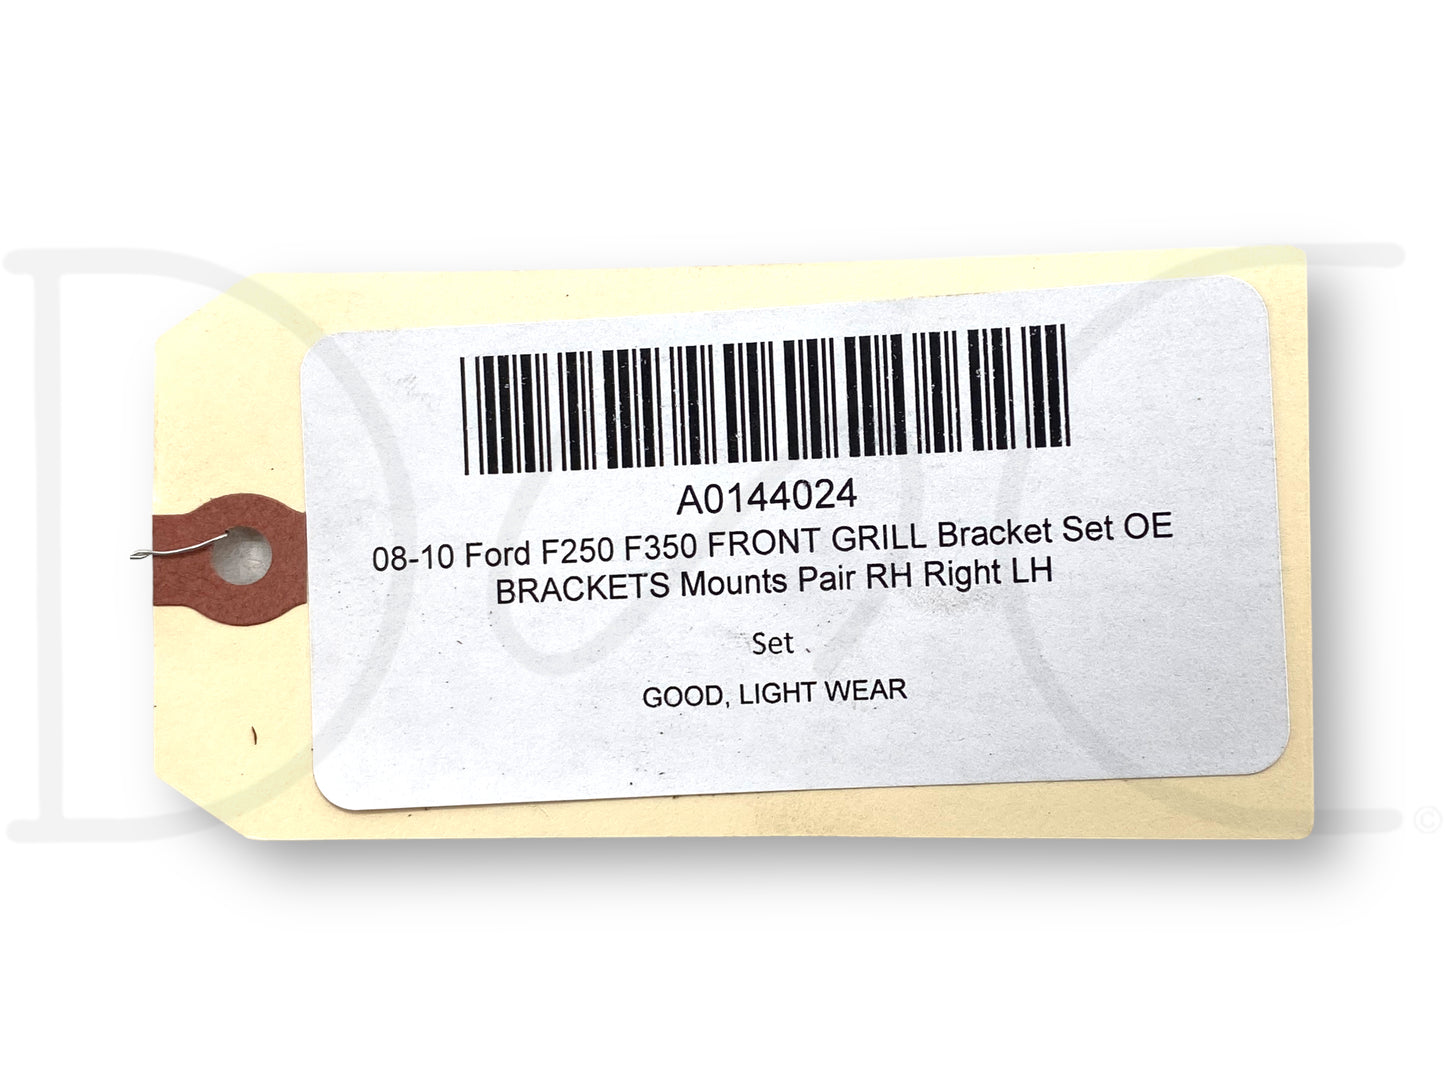 A0144024
08-10 Ford F250 F350 FRONT GRILL Bracket Set OE
BRACKETS Mounts Pair RH Right LH
Set
GOOD, LIGHT WEAR
©